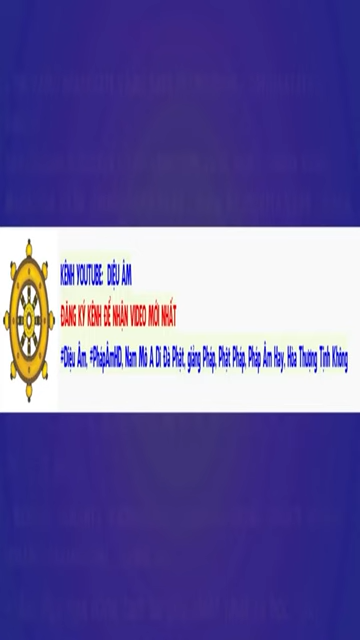 KÊNH YOUTUBE: DIỆU ÂM
ĐĂNG KÝ KÊNH ĐỂ NHẬN VIDEO MỚI NHẤT
#Diệu Âm, #PhápÂmHD, Nam Mô A Di Đà Phật, giảng Pháp, Phật Pháp, Pháp Âm Hay, Hòa Thượng Tịnh Không